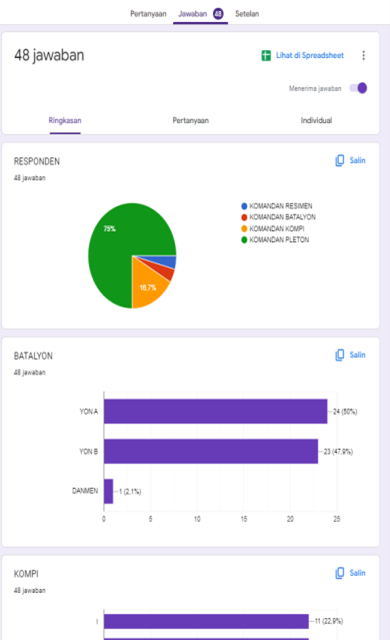 Pertanyaan Jawaban 48 Setelan
48 jawaban
Lihat di Spreadsheet
Menerima jawaban
Ringkasan Pertanyaan Individual
RESPONDEN
Salin
48 jawaban
KOMANDAN RESIMEN
KOMANDAN BATALYON
KOMANDAN KOMPI
KOMANDAN PLETON
75%
16,7%
BATALYON
Salin
48 jawaban
YON A 24 (50%)
YON B 23 (47,9%)
DANMEN 1 (2,1%)
0 5 10 15 20 25
KOMPI
Salin
48 jawaban
I 11 (22,9%)